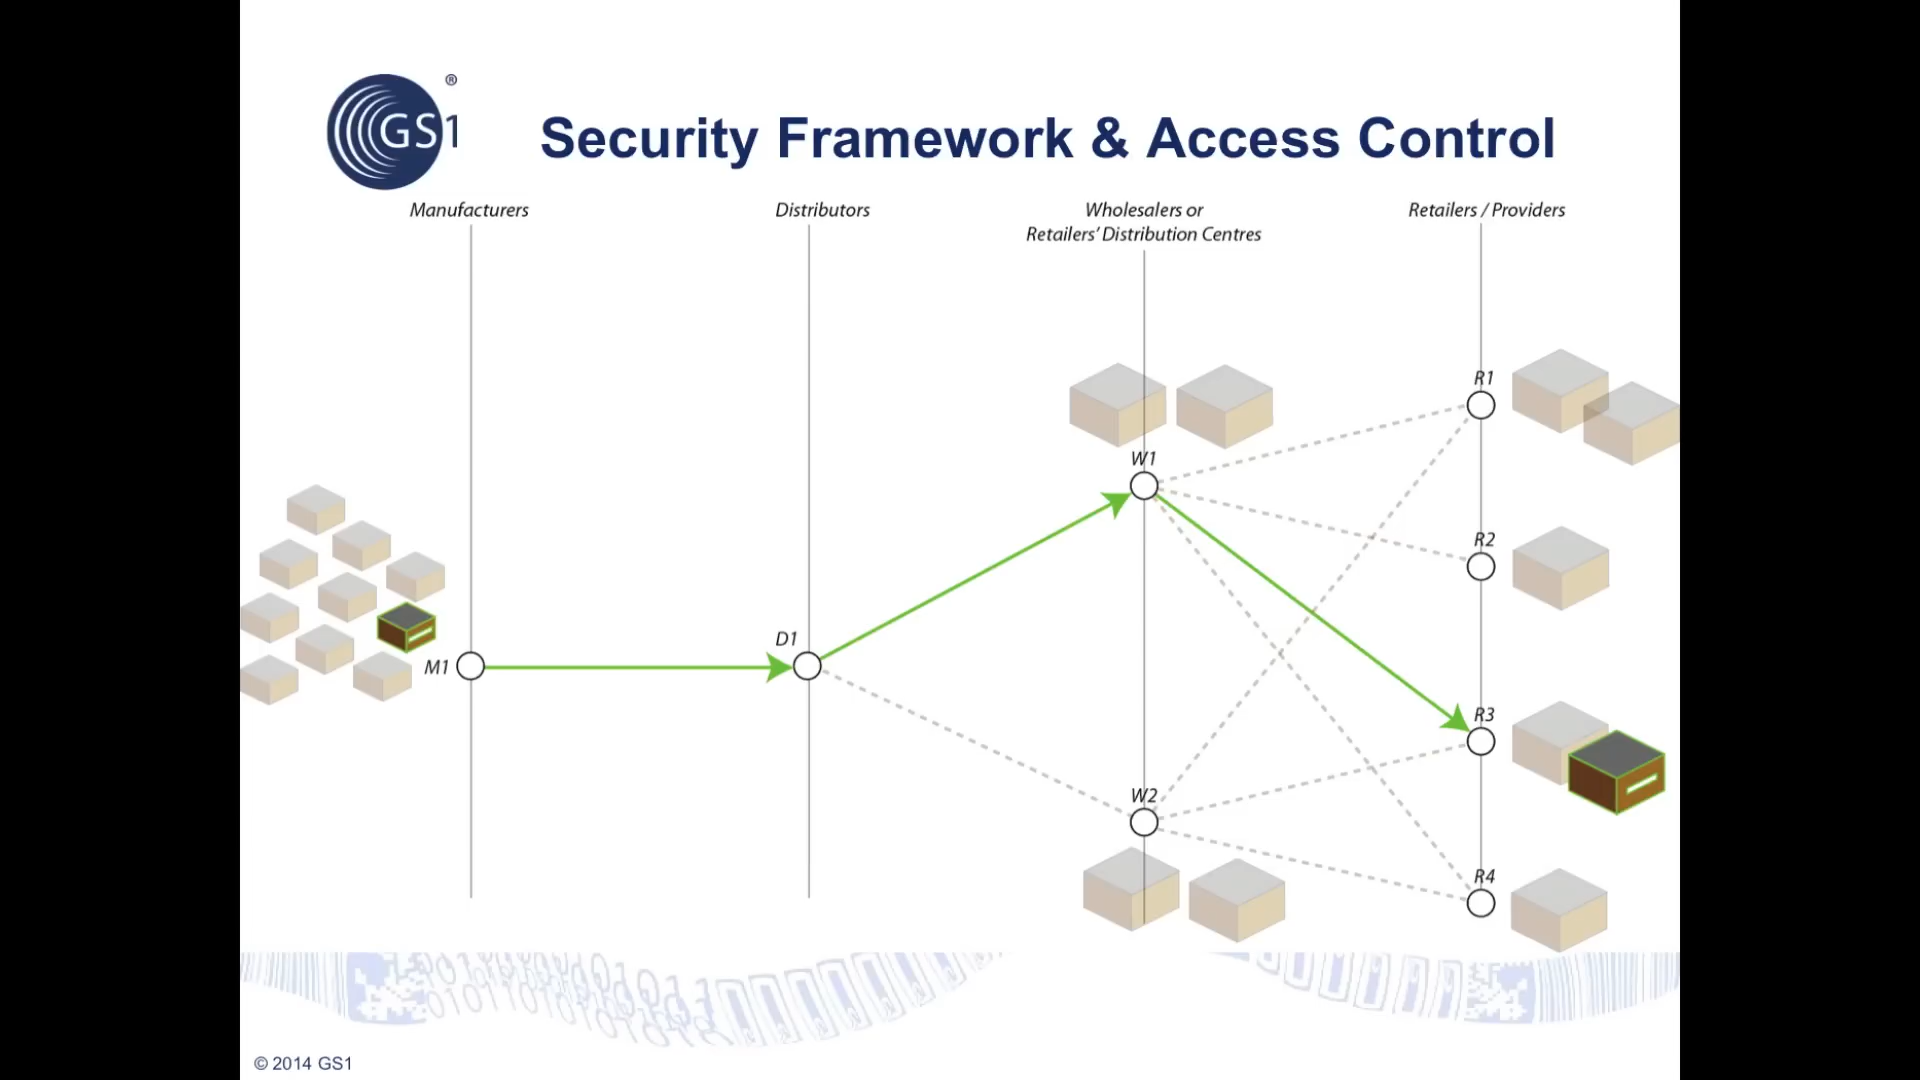 ®
GS1
Security Framework & Access Control
Manufacturers
Distributors
Wholesalers or
Retailers' Distribution Centres
Retailers / Providers
R1
W1
R2
D1
M1
R3
W2
R4
© 2014 GS1